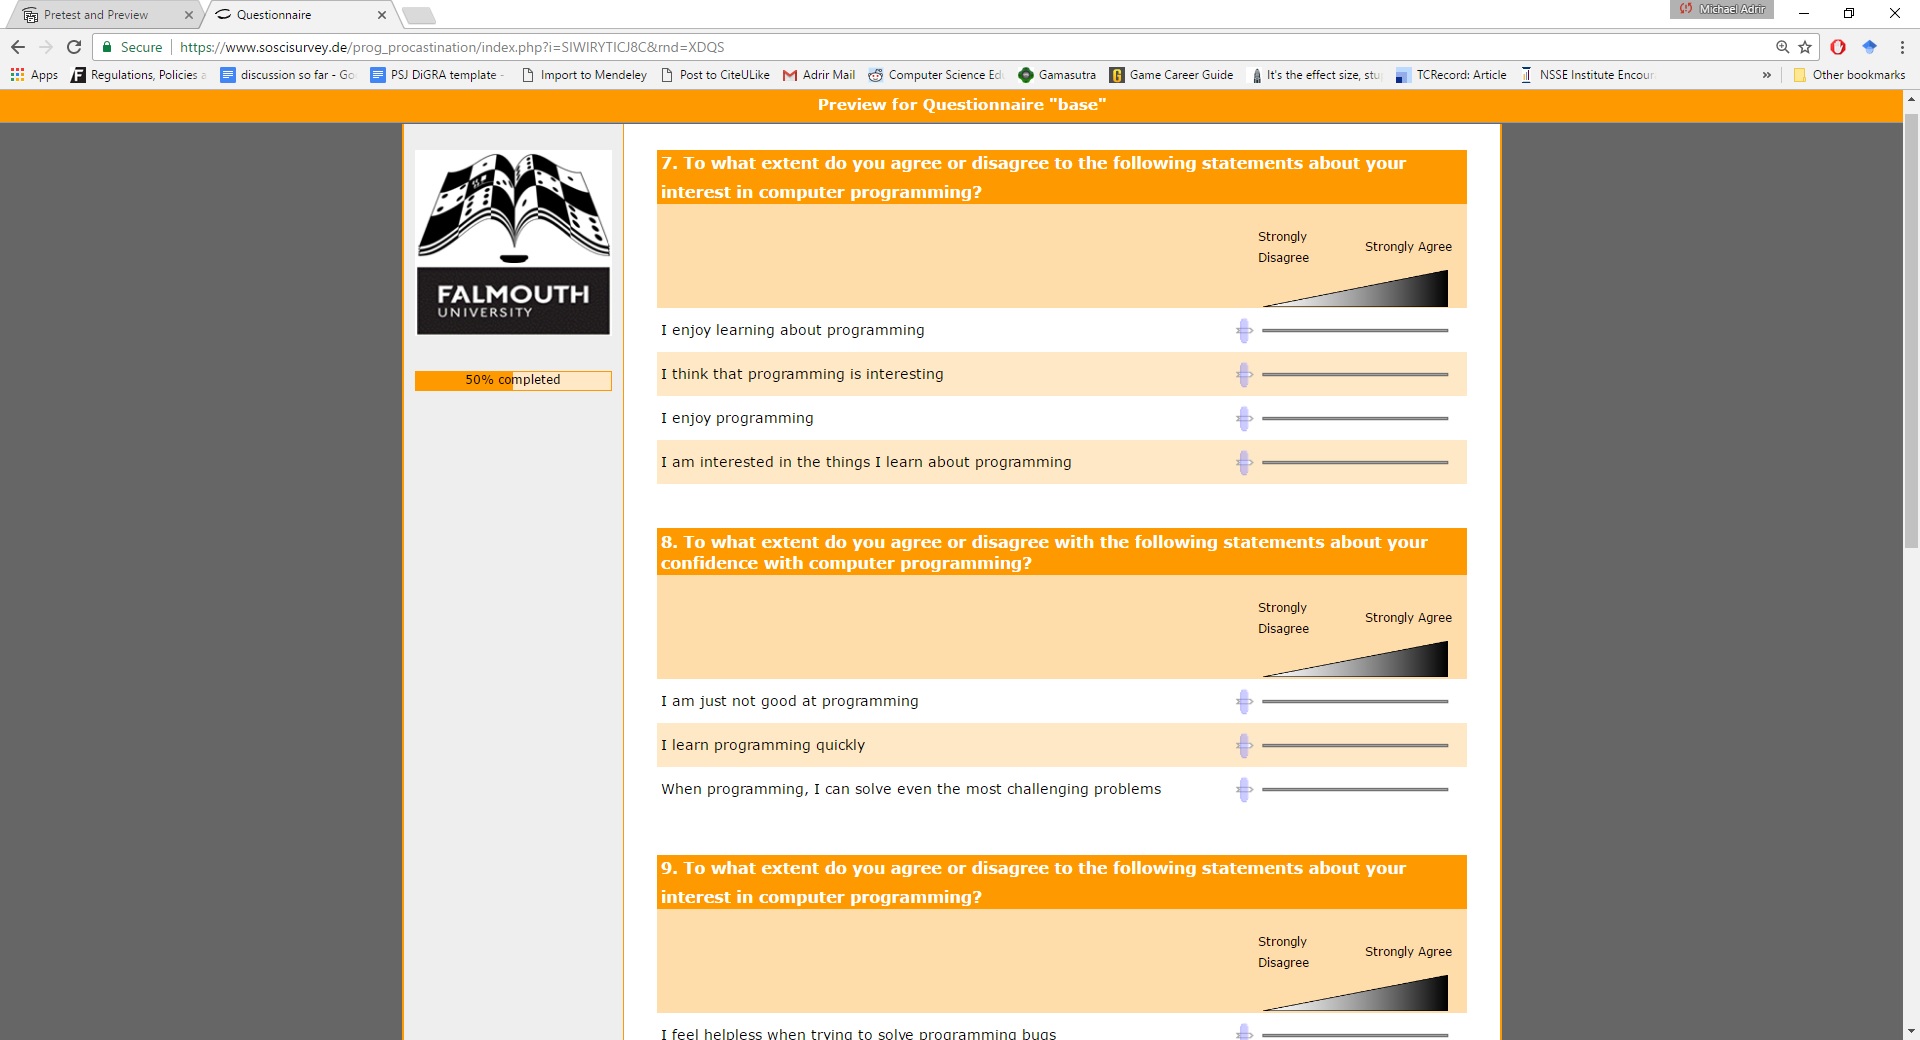 Pretest and Preview
Questionnaire
Michael Adrir
Secure
https://www.soscisurvey.de/prog_procastination/index.php?i=SIWIRYTICJ8C&rnd=XDQS
Apps
Regulations, Policies
discussion so far - Go
PSJ DiGRA template -
Import to Mendeley
Post to CiteULike
Adrir Mail
Computer Science Ed
Gamasutra
Game Career Guide
It's the effect size, stu
TCRecord: Article
NSSE Institute Encour
»
Other bookmarks
Preview for Questionnaire "base"
FALMOUTH
UNIVERSITY
50% completed
7. To what extent do you agree or disagree to the following statements about your
interest in computer programming?
Strongly
Disagree
Strongly Agree
I enjoy learning about programming
I think that programming is interesting
I enjoy programming
I am interested in the things I learn about programming
8. To what extent do you agree or disagree with the following statements about your
confidence with computer programming?
Strongly
Disagree
Strongly Agree
I am just not good at programming
I learn programming quickly
When programming, I can solve even the most challenging problems
9. To what extent do you agree or disagree to the following statements about your
interest in computer programming?
Strongly
Disagree
Strongly Agree
I feel helpless when trying to solve programming bugs